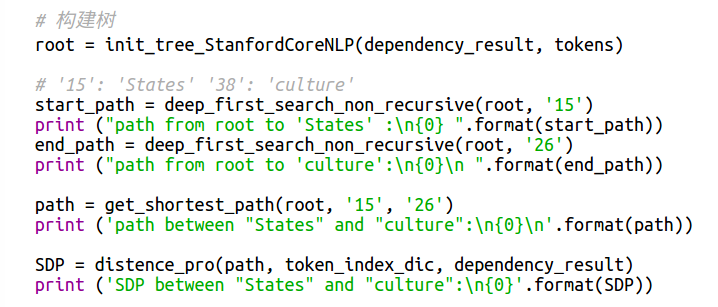 # 构建树
root = init_tree_StanfordCoreNLP(dependency_result, tokens)
# '15': 'States' '38': 'culture'
start_path = deep_first_search_non_recursive(root, '15')
print ("path from root to 'States' :\n{0} ".format(start_path))
end_path = deep_first_search_non_recursive(root, '26')
print ("path from root to 'culture':\n{0}\n ".format(end_path))
path = get_shortest_path(root, '15', '26')
print ('path between "States" and "culture":\n{0}\n'.format(path))
SDP = distence_pro(path, token_index_dic, dependency_result)
print ('SDP between "States" and "culture":\n{0}'.format(SDP))